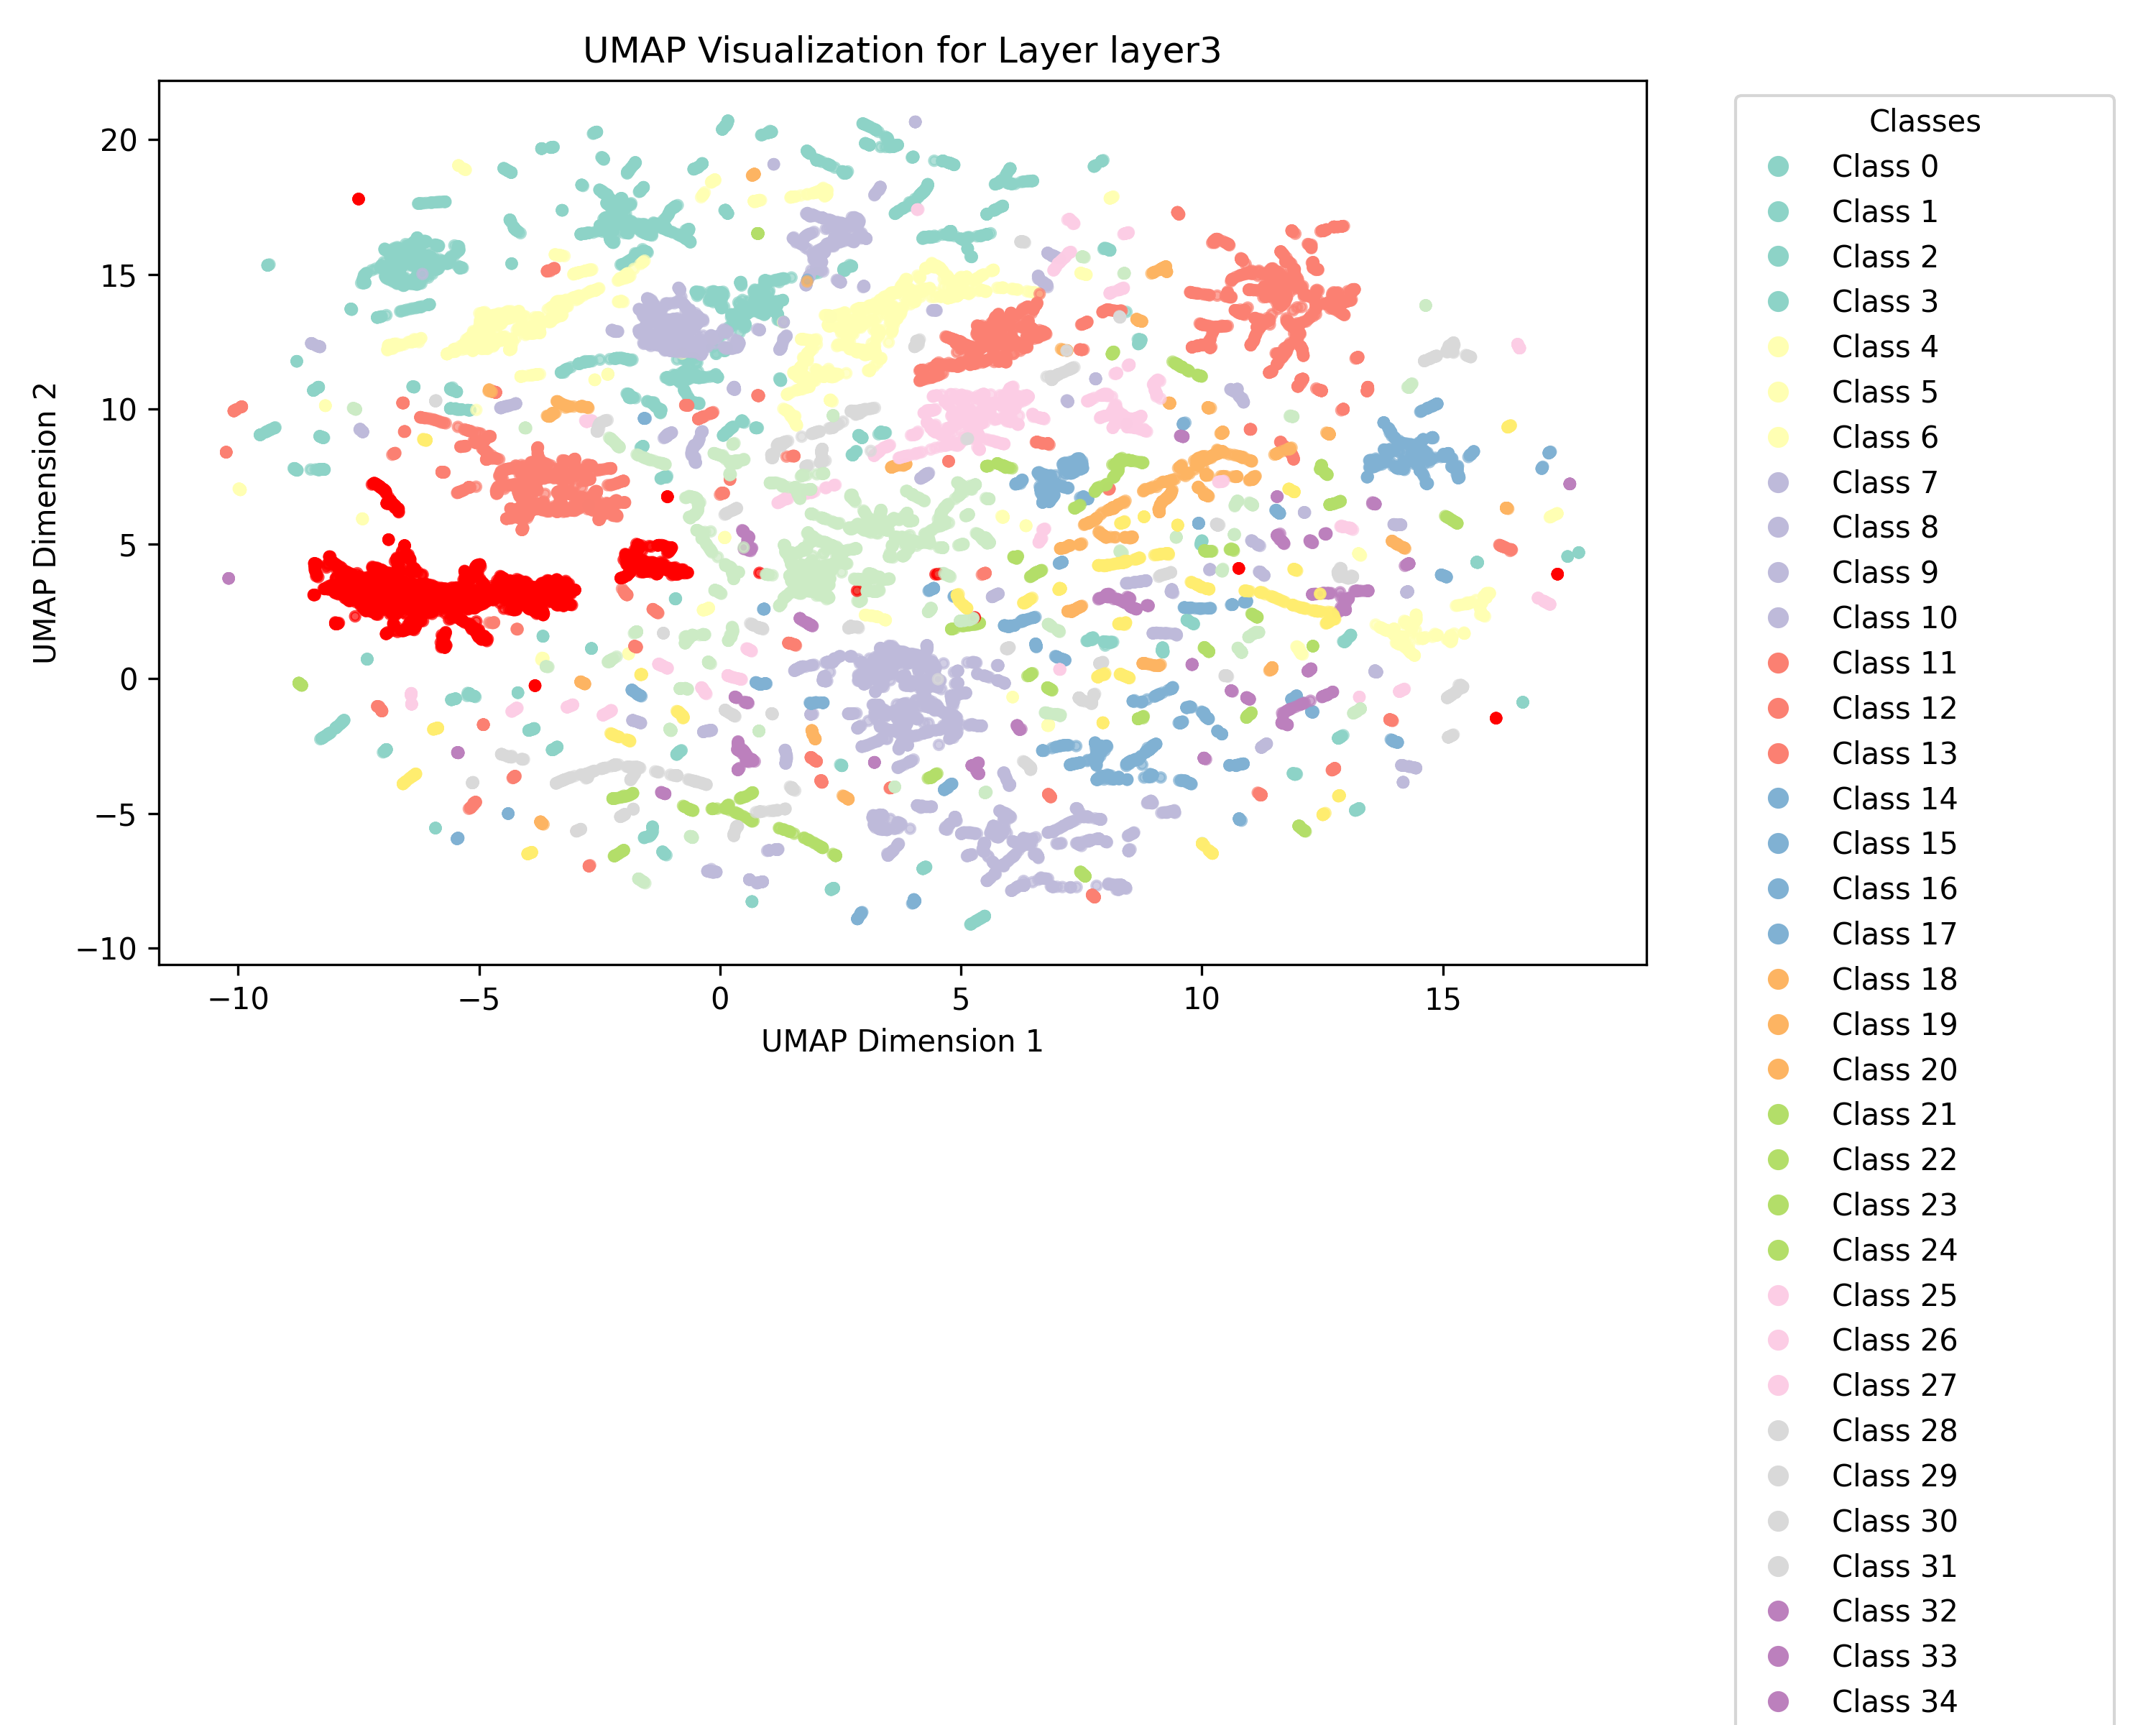 UMAP Visualization for Layer layer3
20
15
10
5
0
−5
−10
UMAP Dimension 2
−10
−5
0
5
10
15
UMAP Dimension 1
Classes
Class 0
Class 1
Class 2
Class 3
Class 4
Class 5
Class 6
Class 7
Class 8
Class 9
Class 10
Class 11
Class 12
Class 13
Class 14
Class 15
Class 16
Class 17
Class 18
Class 19
Class 20
Class 21
Class 22
Class 23
Class 24
Class 25
Class 26
Class 27
Class 28
Class 29
Class 30
Class 31
Class 32
Class 33
Class 34